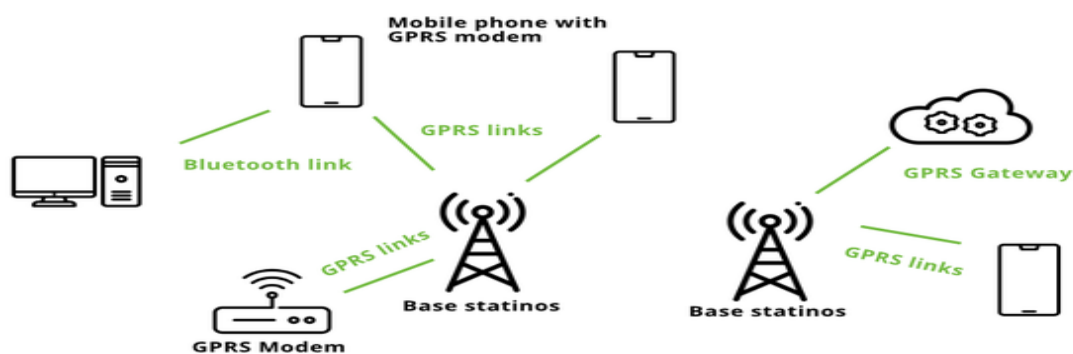 Mobile phone with
GPRS modem
GPRS links
Bluetooth link
GPRS Gateway
GPRS links
GPRS links
Base statinos
Base statinos
GPRS Modem